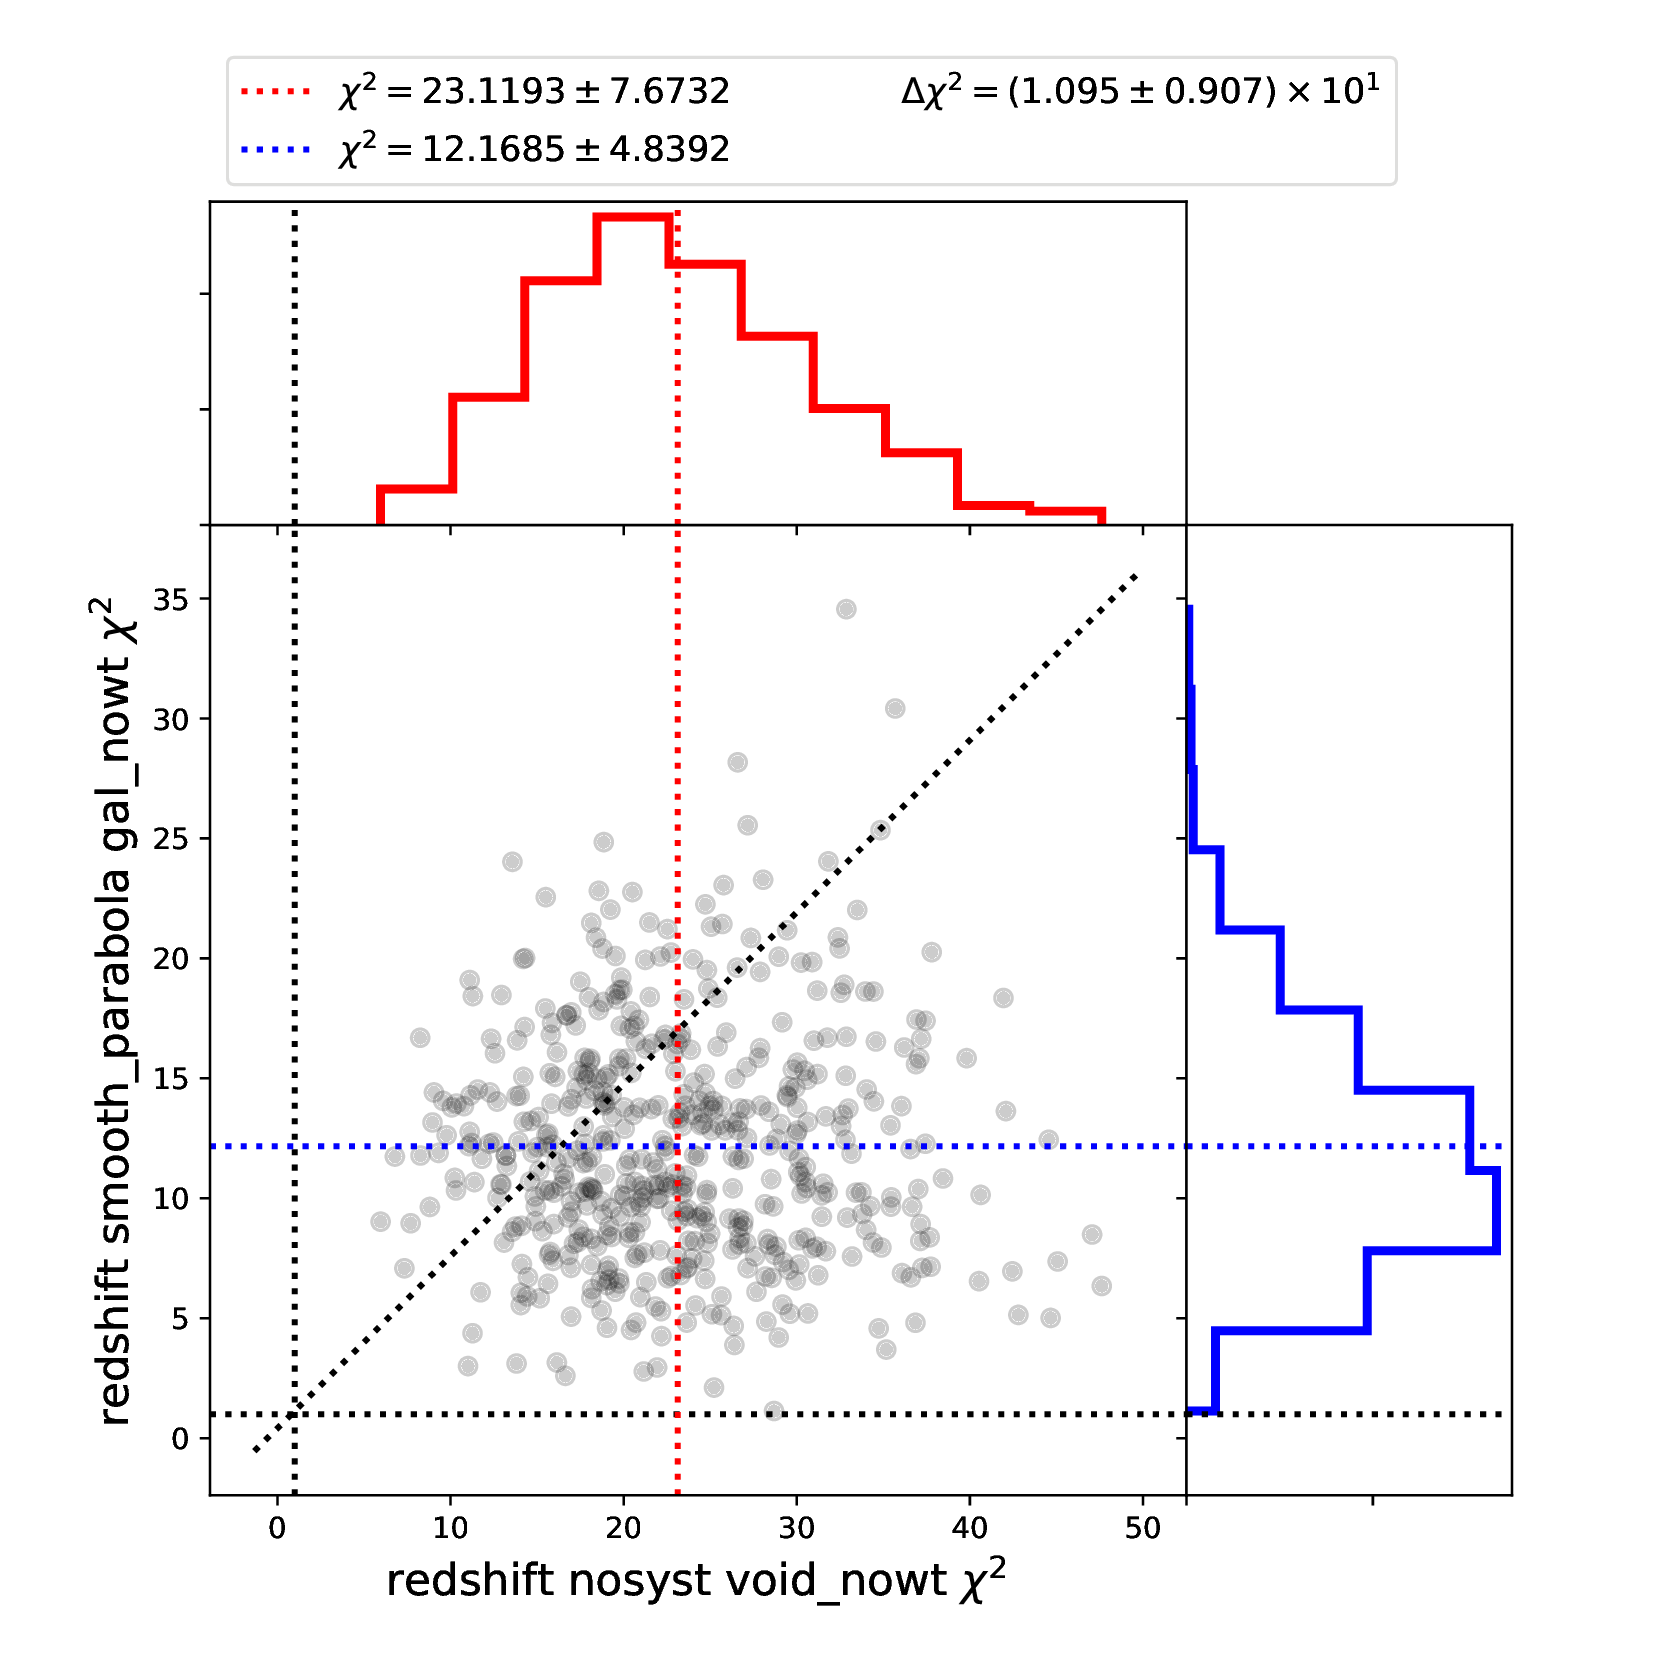 χ² = 23.1193 ± 7.6732
χ² = 12.1685 ± 4.8392
Δχ² = (1.095 ± 0.907) × 10¹
35
30
25
20
15
10
5
0
redshift smooth_parabola gal_nowt χ²
0 10 20 30 40 50
redshift nosyst void_nowt χ²